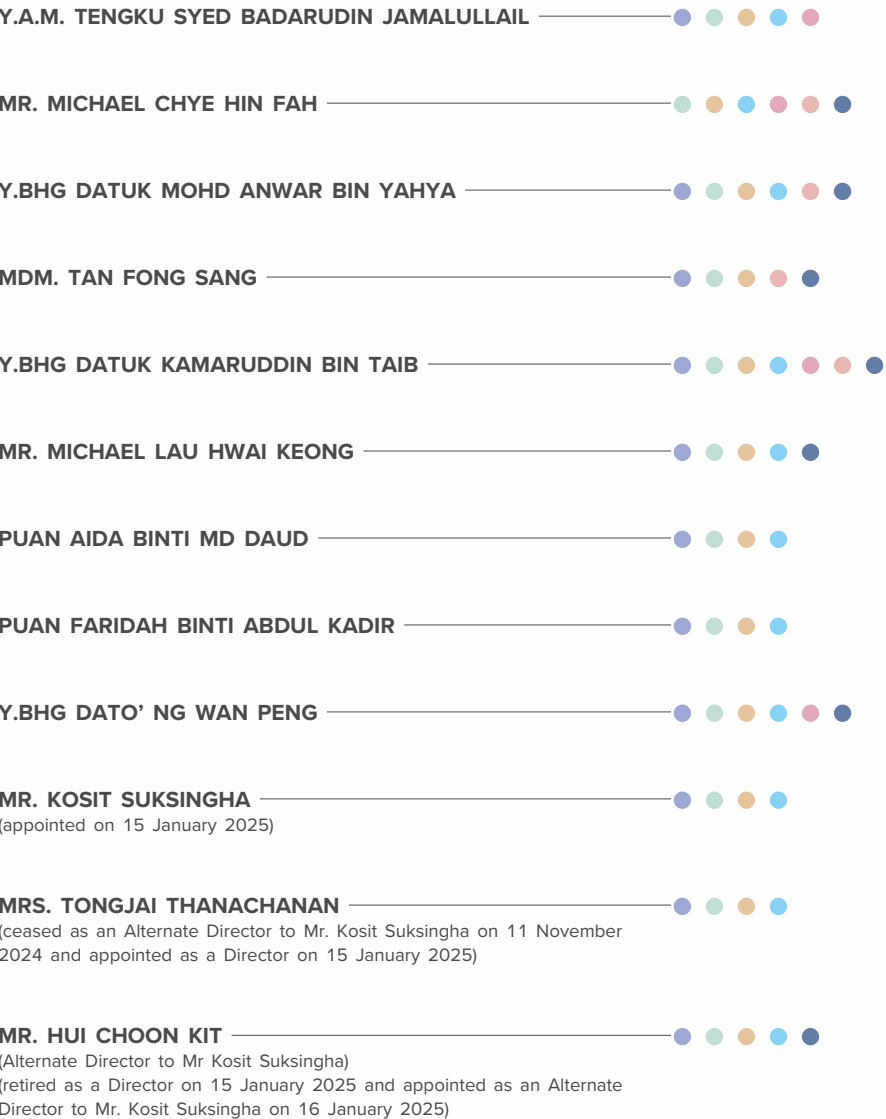 Y.A.M. TENGKU SYED BADARUDIN JAMALULLAIL
MR. MICHAEL CHYE HIN FAH
Y.BHG DATUK MOHD ANWAR BIN YAHYA
MDM. TAN FONG SANG
Y.BHG DATUK KAMARUDDIN BIN TAIB
MR. MICHAEL LAU HWAI KEONG
PUAN AIDA BINTI MD DAUD
PUAN FARIDAH BINTI ABDUL KADIR
Y.BHG DATO’ NG WAN PENG
MR. KOSIT SUKSINGHA
(appointed on 15 January 2025)
MRS. TONGJAI THANACHANAN
(ceased as an Alternate Director to Mr. Kosit Suksingha on 11 November
2024 and appointed as a Director on 15 January 2025)
MR. HUI CHOON KIT
(Alternate Director to Mr Kosit Suksingha)
(retired as a Director on 15 January 2025 and appointed as an Alternate
Director to Mr. Kosit Suksingha on 16 January 2025)